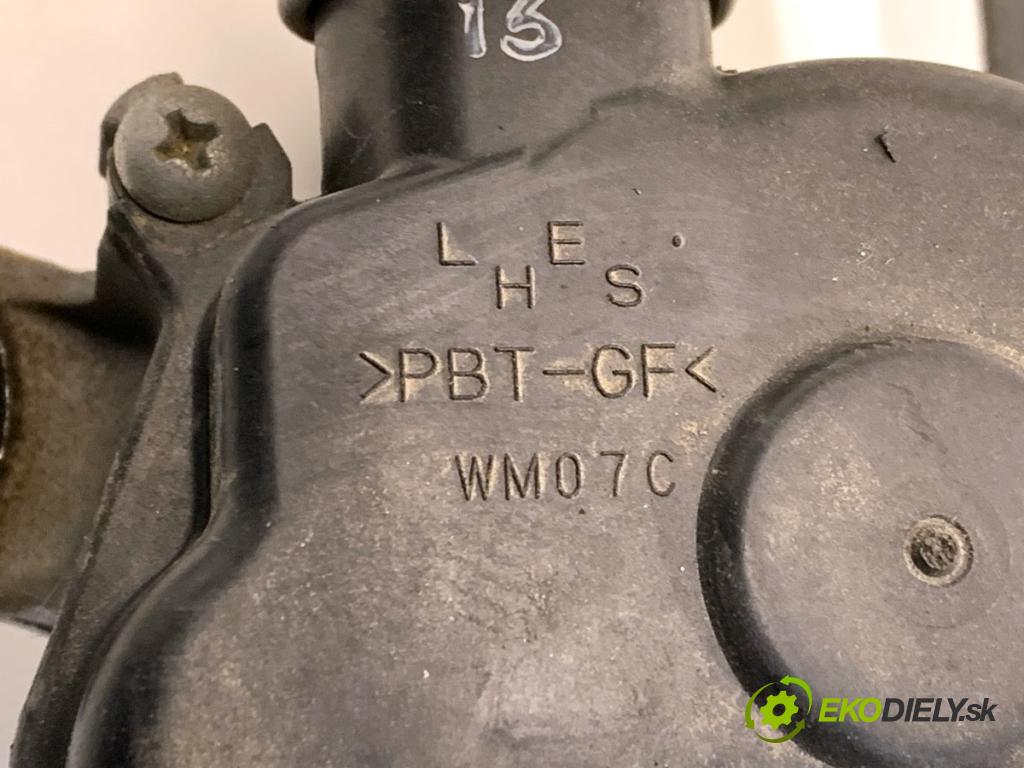 13
L E
H S
>PBT-GF<
WM07C
EKODIELY.sk